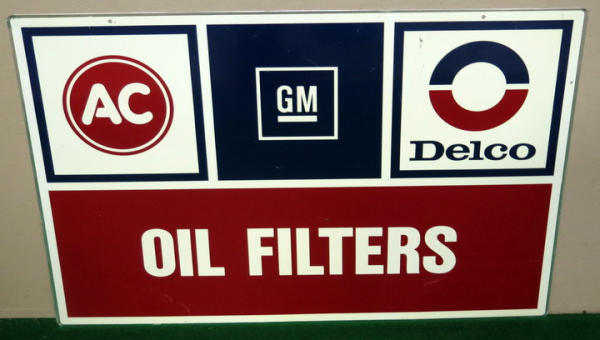 AC
GM
Delco
OIL FILTERS